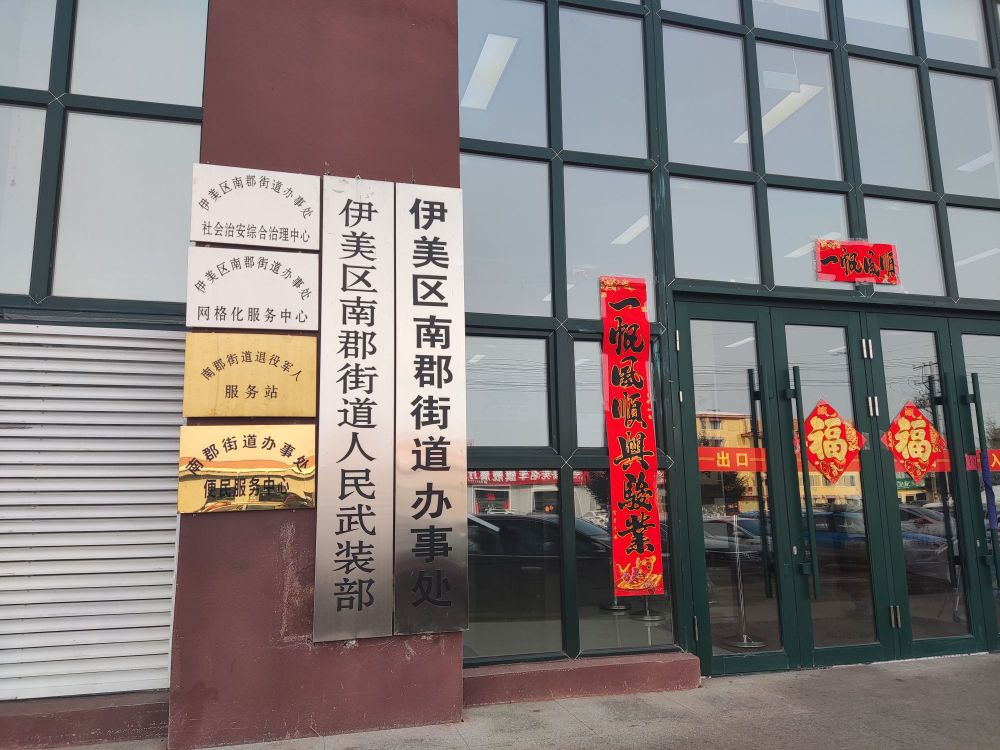 伊美区南郡街道办事处
社会治安综合治理中心
伊美区南郡街道办事处
网格化服务中心
南郡街道退役军人
服务站
南郡街道办事处
便民服务中心
伊美区南郡街道人民武装部
伊美区南郡街道办事处
一帆风顺兴骏业
一帆风顺
出口
福
福
入